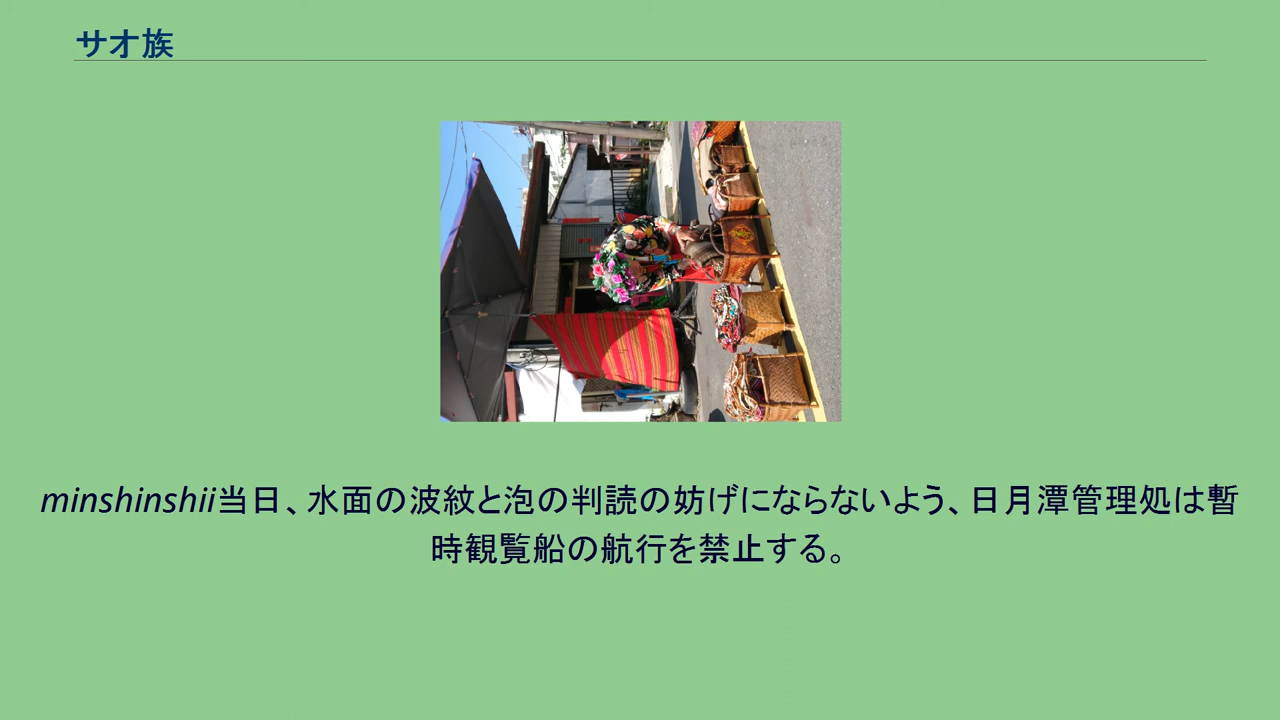 サオ族
minshinshii当日、水面の波紋と泡の判読の妨げにならないよう、日月潭管理処は暫
時観覧船の航行を禁止する。